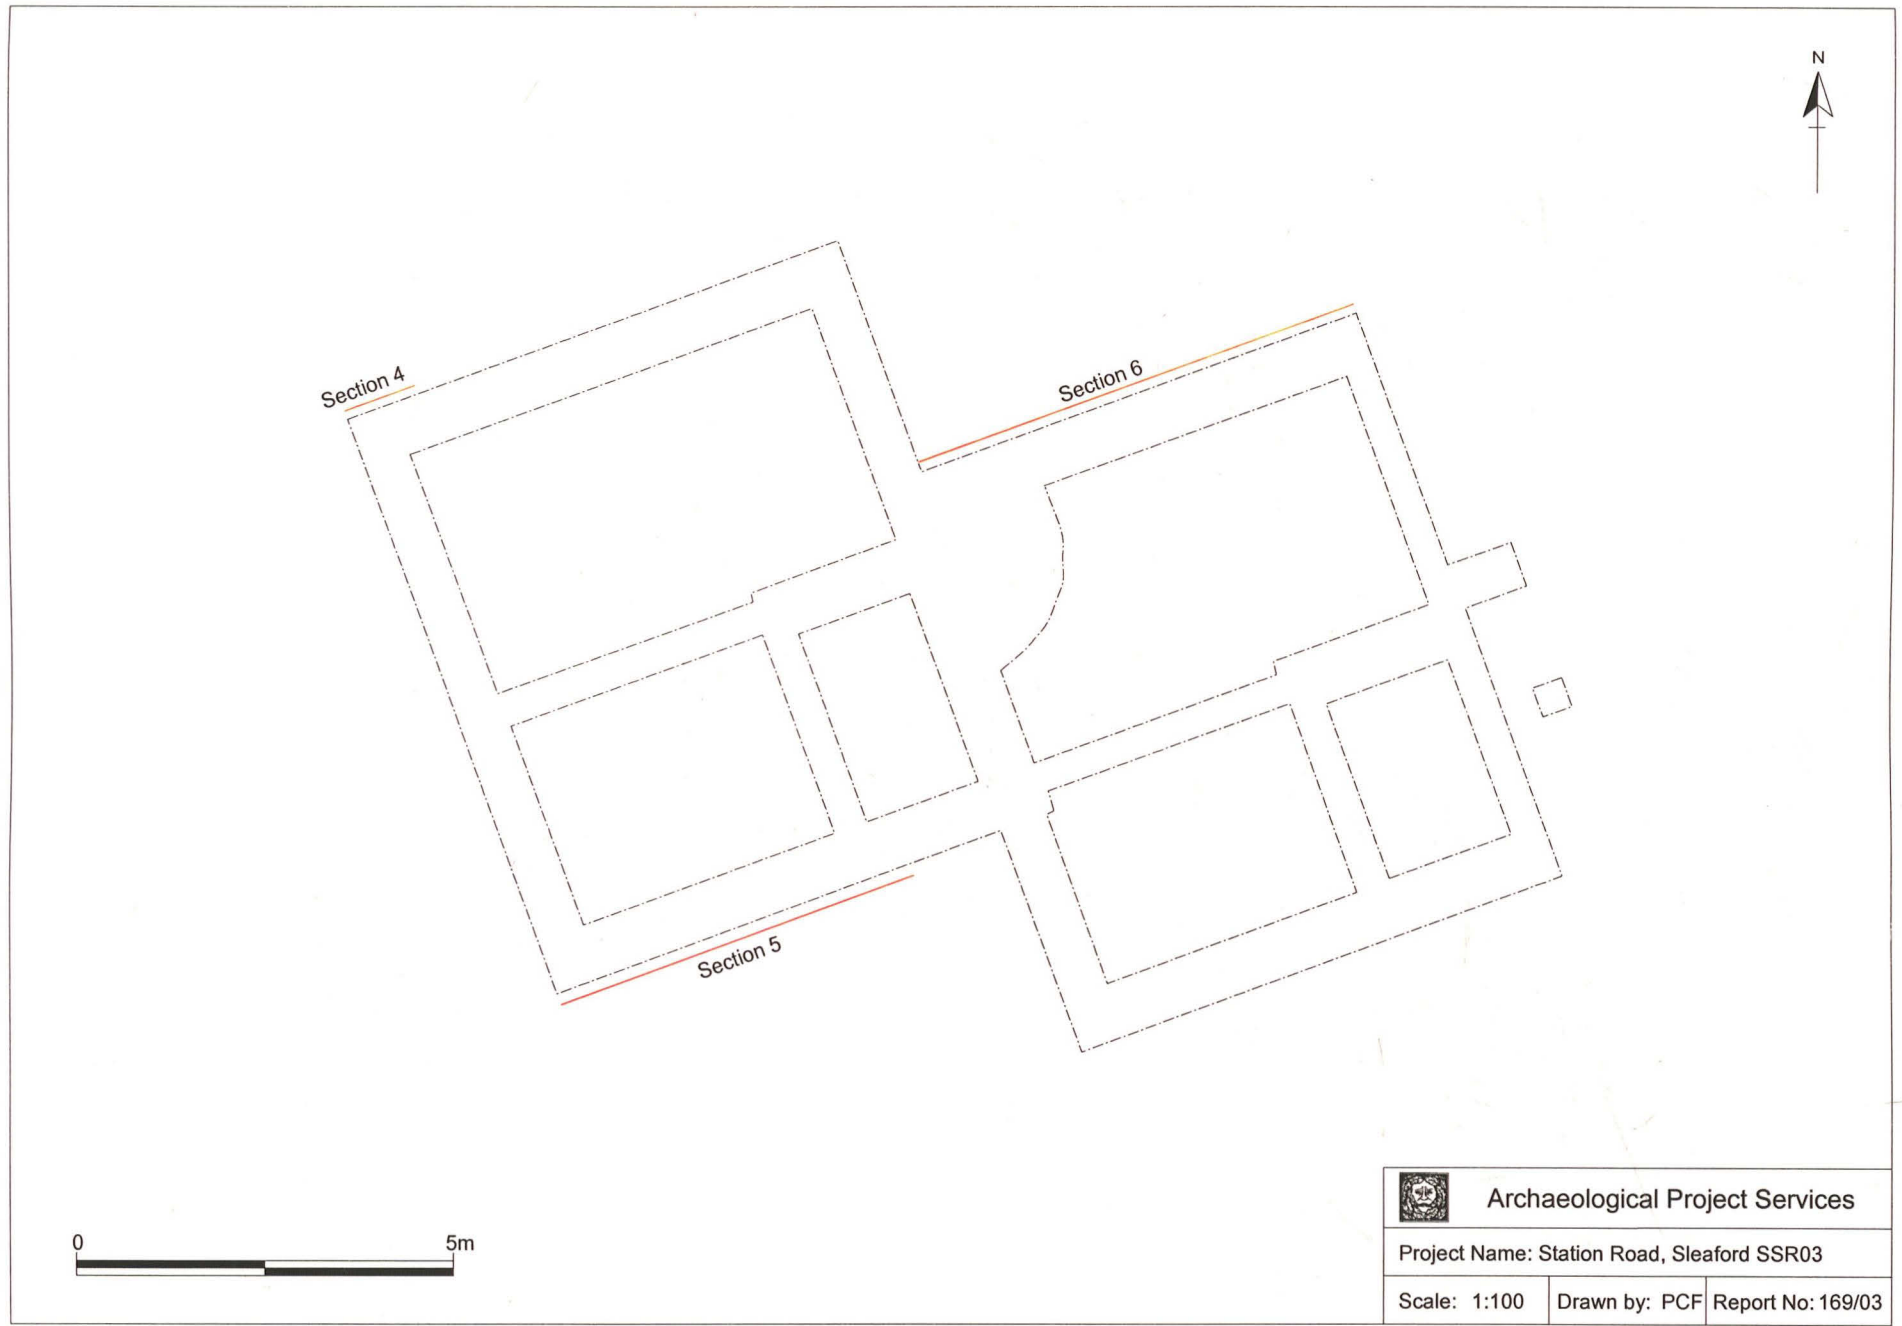 N
Section 4
Section 6
Section 5
0 5m
Archaeological Project Services
Project Name: Station Road, Sleaford SSR03
Scale: 1:100 Drawn by: PCF Report No: 169/03